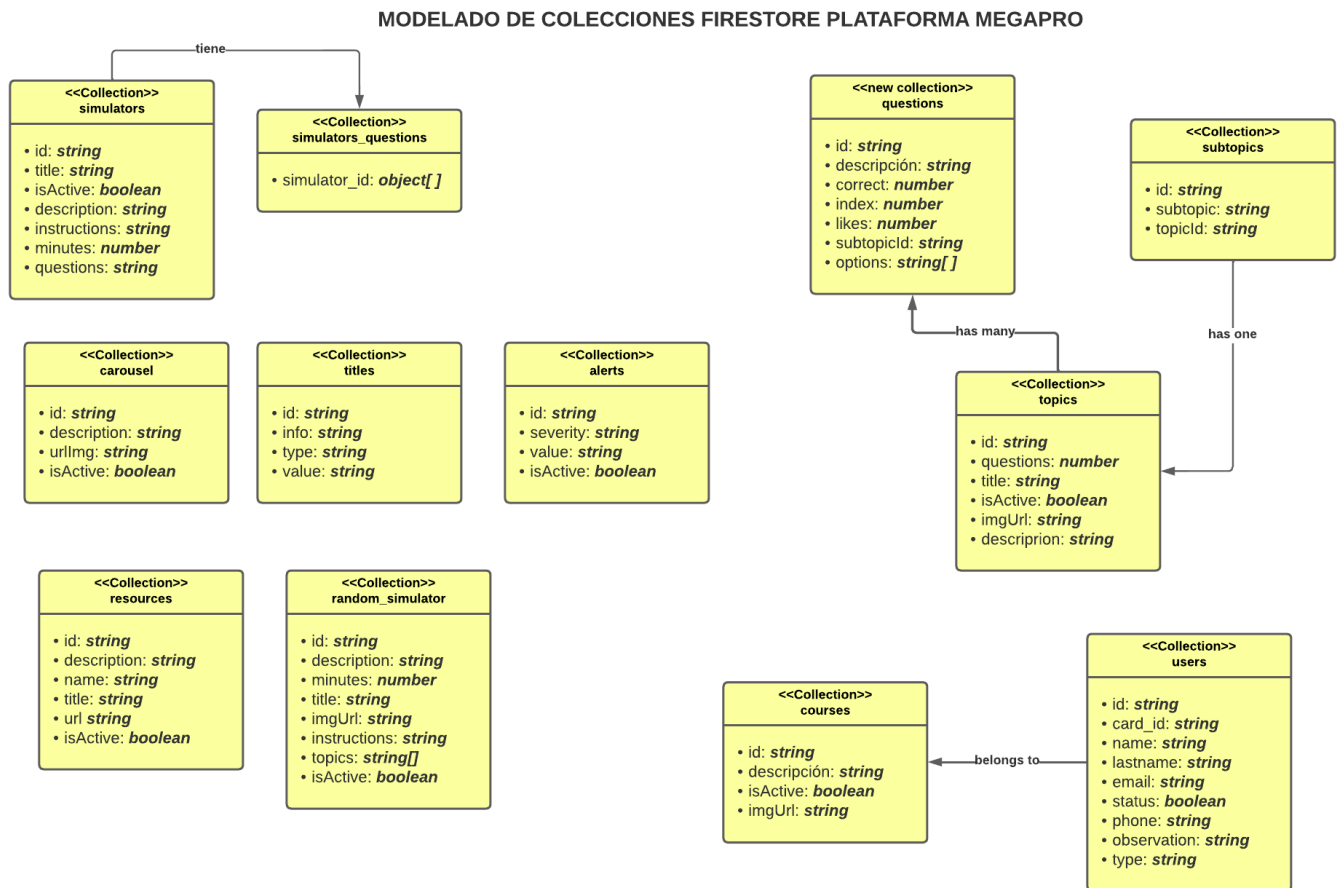 MODELADO DE COLECCIONES FIRESTORE PLATAFORMA MEGAPRO
tiene
<<Collection>>
simulators
• id: string
• title: string
• isActive: boolean
• description: string
• instructions: string
• minutes: number
• questions: string
<<Collection>>
simulators_questions
• simulator_id: object[ ]
<<new collection>>
questions
• id: string
• descripción: string
• correct: number
• index: number
• likes: number
• subtopicId: string
• options: string[ ]
<<Collection>>
subtopics
• id: string
• subtopic: string
• topicId: string
has many
has one
<<Collection>>
carousel
• id: string
• description: string
• urlImg: string
• isActive: boolean
<<Collection>>
titles
• id: string
• info: string
• type: string
• value: string
<<Collection>>
alerts
• id: string
• severity: string
• value: string
• isActive: boolean
<<Collection>>
topics
• id: string
• questions: number
• title: string
• isActive: boolean
• imgUrl: string
• descriprion: string
<<Collection>>
resources
• id: string
• description: string
• name: string
• title: string
• url string
• isActive: boolean
<<Collection>>
random_simulator
• id: string
• description: string
• minutes: number
• title: string
• imgUrl: string
• instructions: string
• topics: string[]
• isActive: boolean
<<Collection>>
courses
• id: string
• descripción: string
• isActive: boolean
• imgUrl: string
belongs to
<<Collection>>
users
• id: string
• card_id: string
• name: string
• lastname: string
• email: string
• status: boolean
• phone: string
• observation: string
• type: string